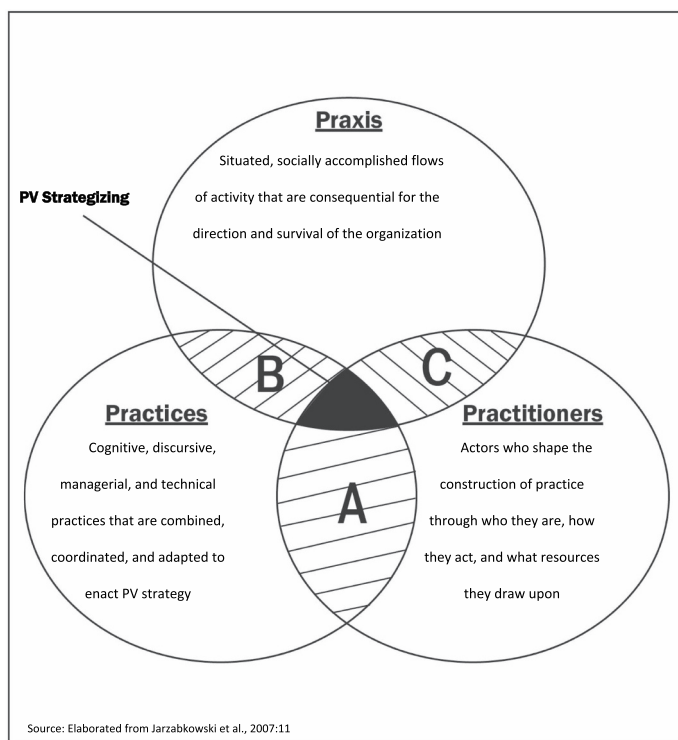 Praxis
Situated, socially accomplished flows
of activity that are consequential for the
direction and survival of the organization
PV Strategizing
B
C
Practices
Cognitive, discursive,
managerial, and technical
practices that are combined,
coordinated, and adapted to
enact PV strategy
Practitioners
Actors who shape the
construction of practice
through who they are, how
they act, and what resources
they draw upon
A
Source: Elaborated from Jarzabkowski et al., 2007:11